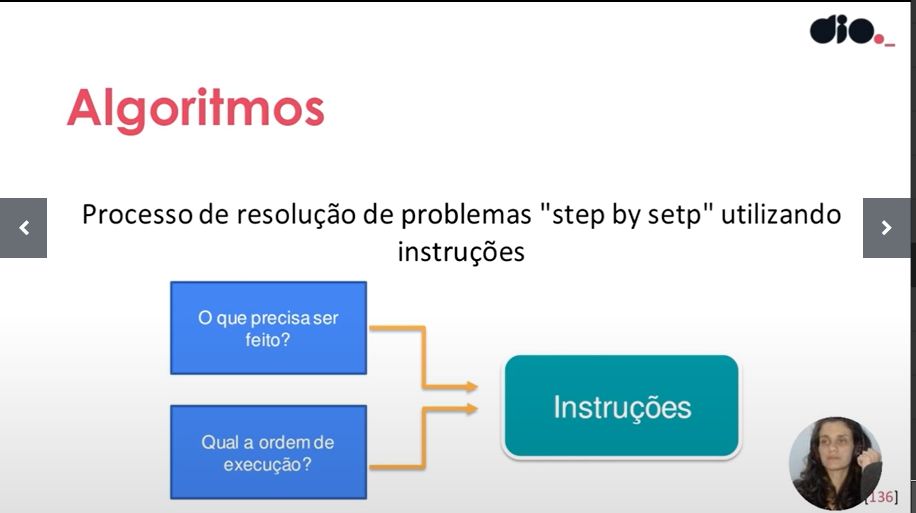 dio._
Algoritmos
Processo de resolução de problemas "step by setp" utilizando
instruções
O que precisa ser
feito?
Instruções
Qual a ordem de
execução?
[136]